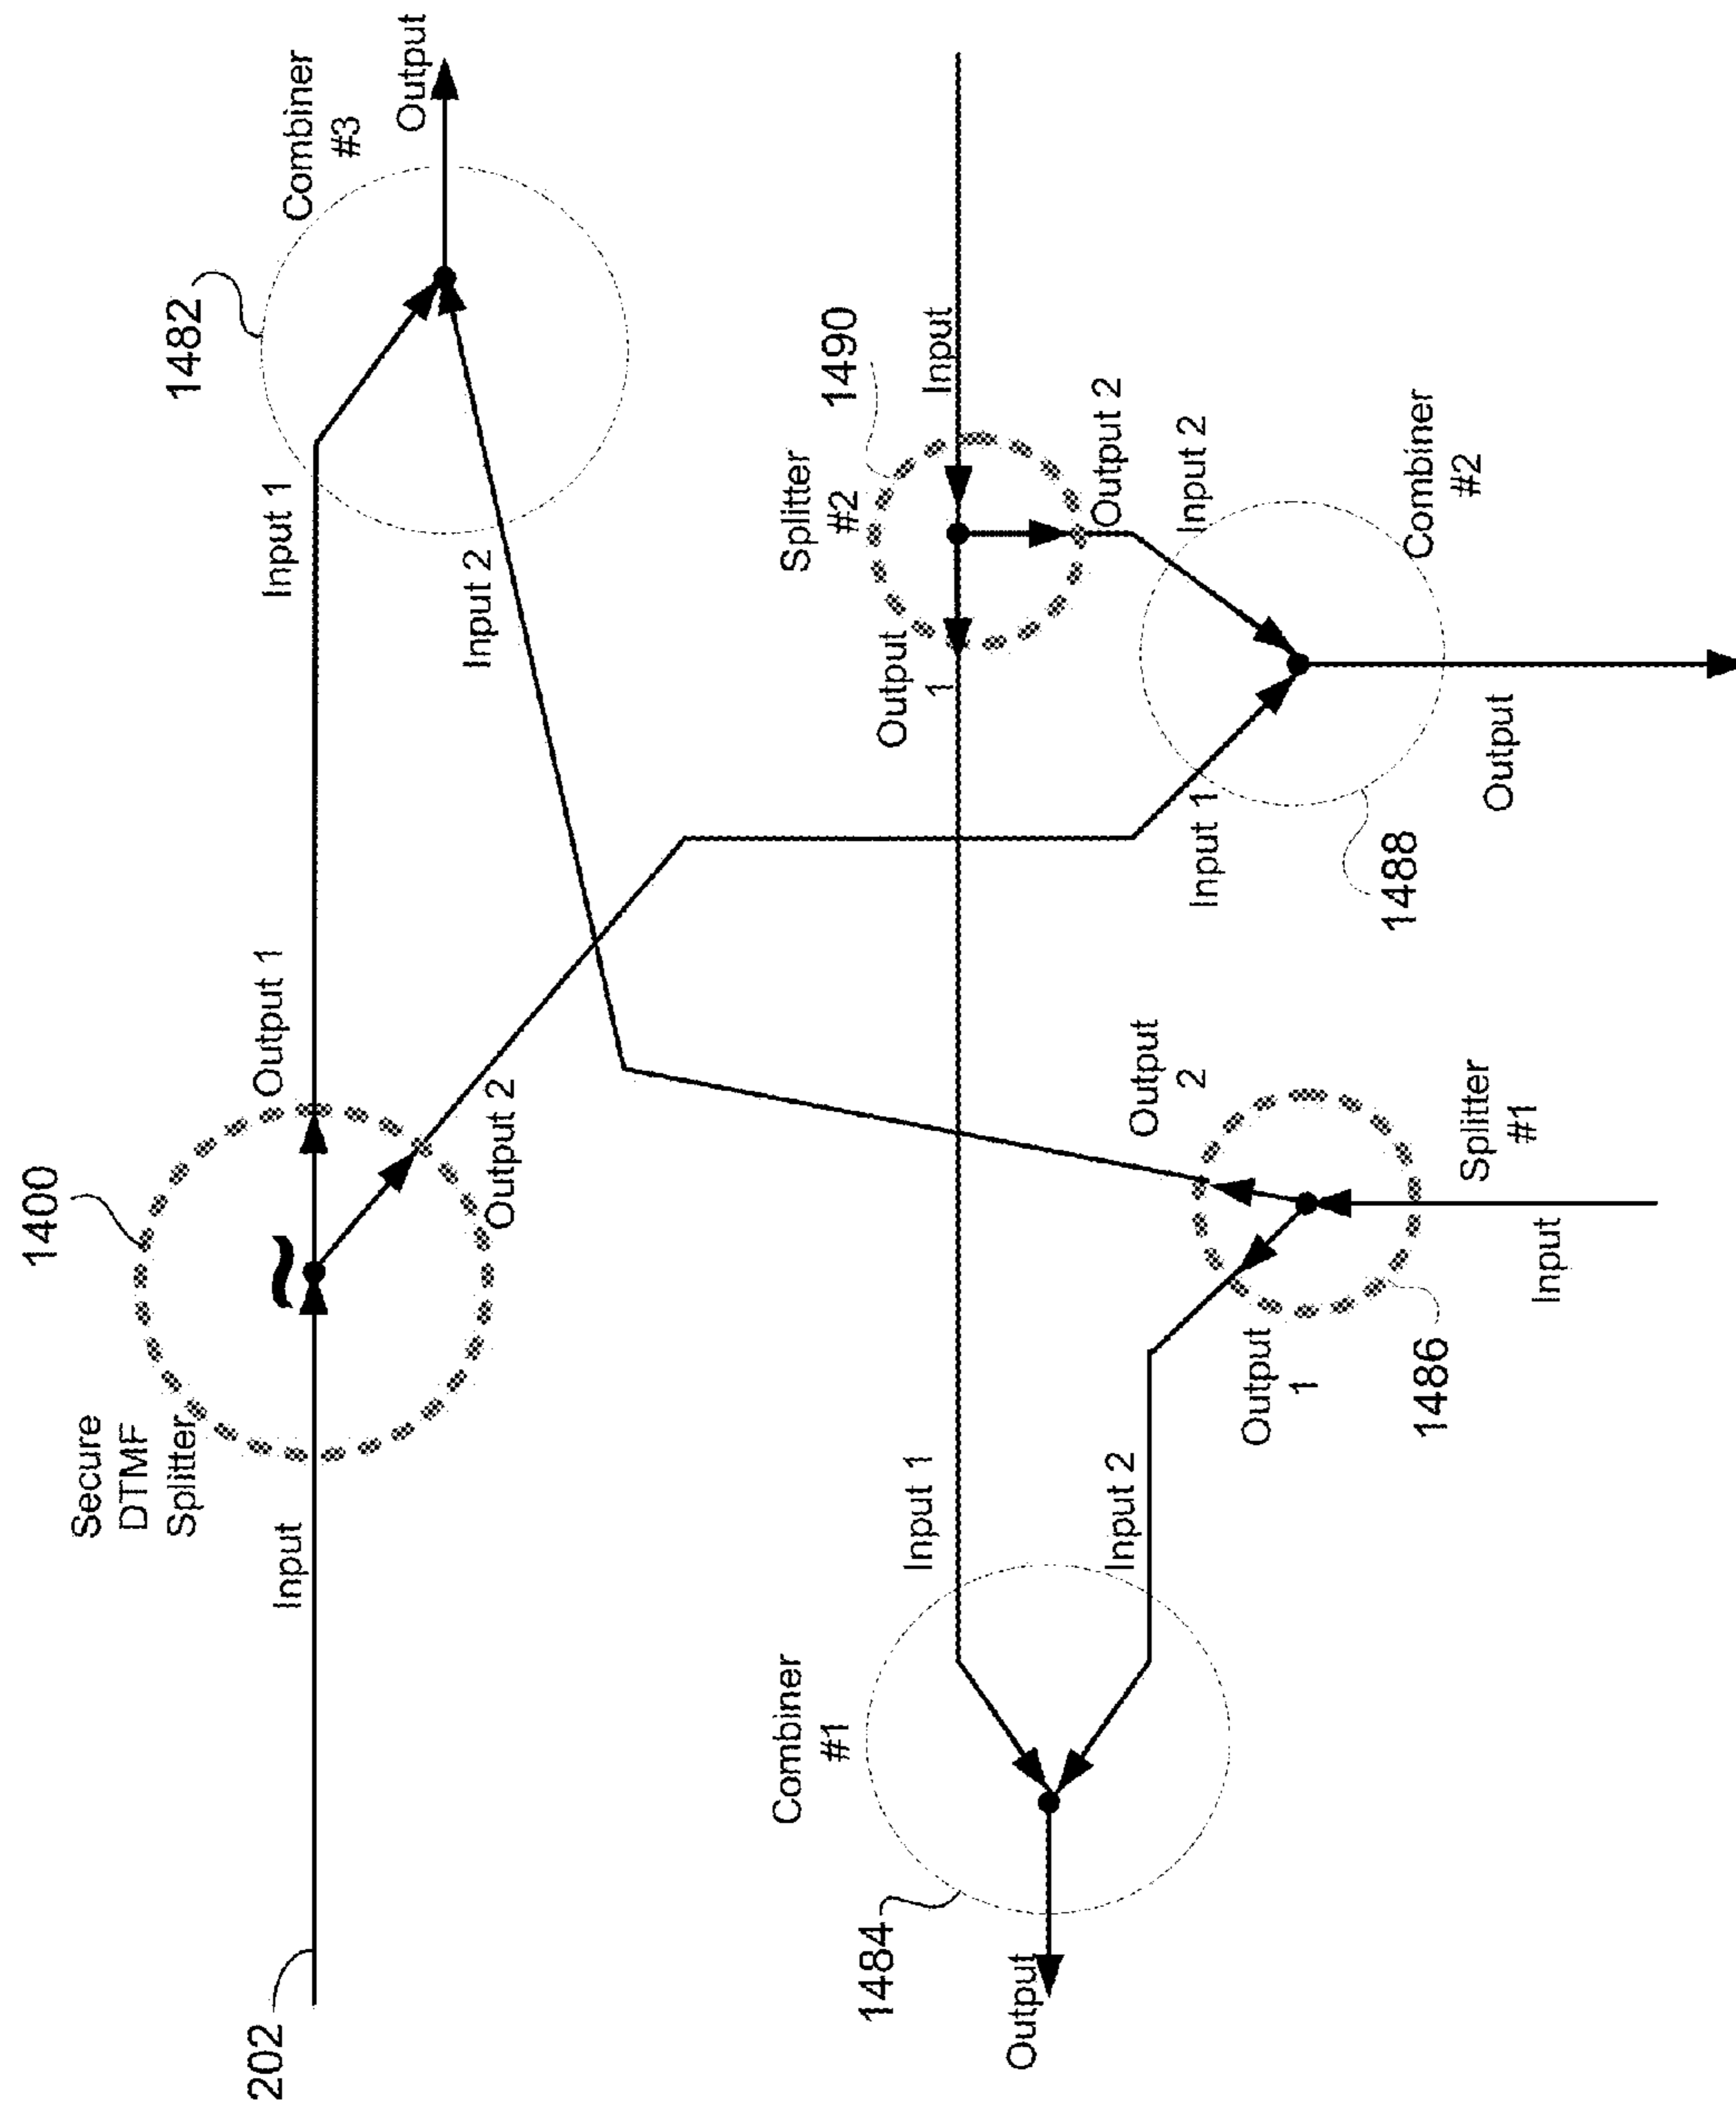 202
Input
Secure
DTMF
Splitter
1400
Output 1
Output 2
Input 1
Input 2
1482
Combiner
#3
Output
1484
Output
Combiner
#1
Input 1
Input 2
Output
1
1486
Output
2
Splitter
#1
Input
Output
1
Splitter
#2
1490
Input
Output 2
Input 2
Input 1
1488
Combiner
#2
Output